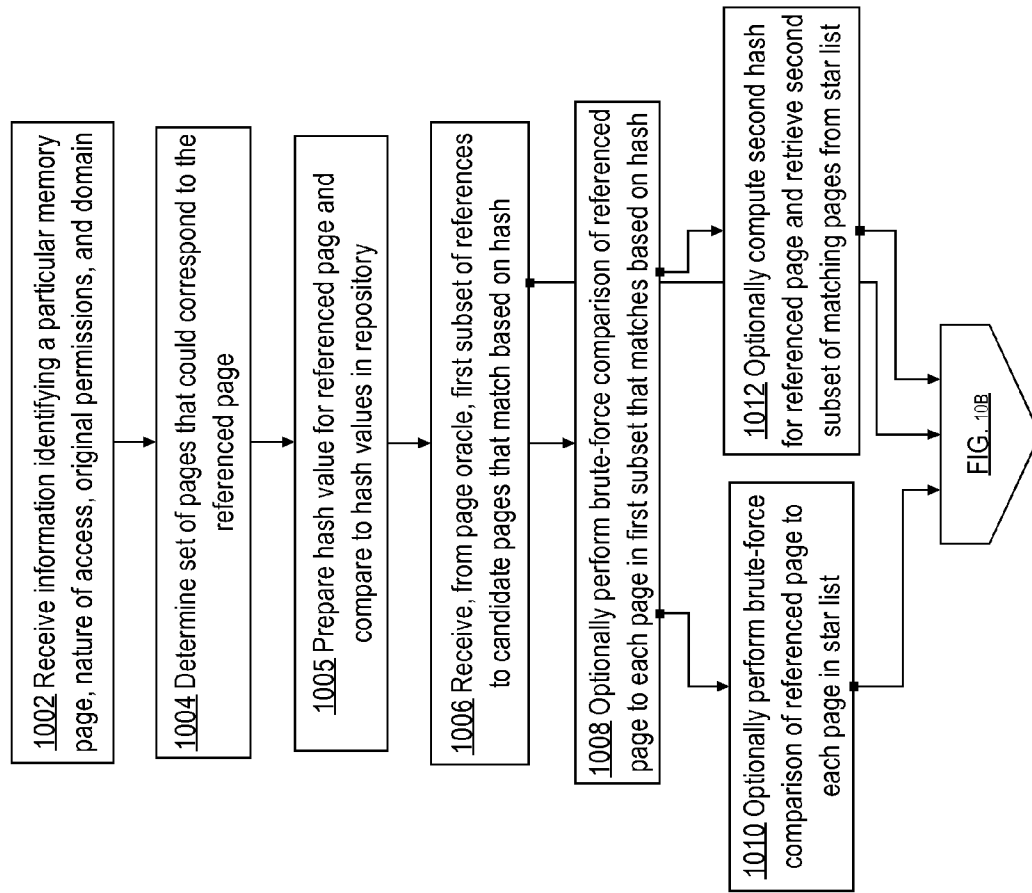 1002 Receive information identifying a particular memory
page, nature of access, original permissions, and domain
1004 Determine set of pages that could correspond to the
referenced page
1005 Prepare hash value for referenced page and
compare to hash values in repository
1006 Receive, from page oracle, first subset of references
to candidate pages that match based on hash
1008 Optionally perform brute-force comparison of referenced
page to each page in first subset that matches based on hash
1010 Optionally perform brute-force
comparison of referenced page to
each page in star list
1012 Optionally compute second hash
for referenced page and retrieve second
subset of matching pages from star list
FIG. 10B